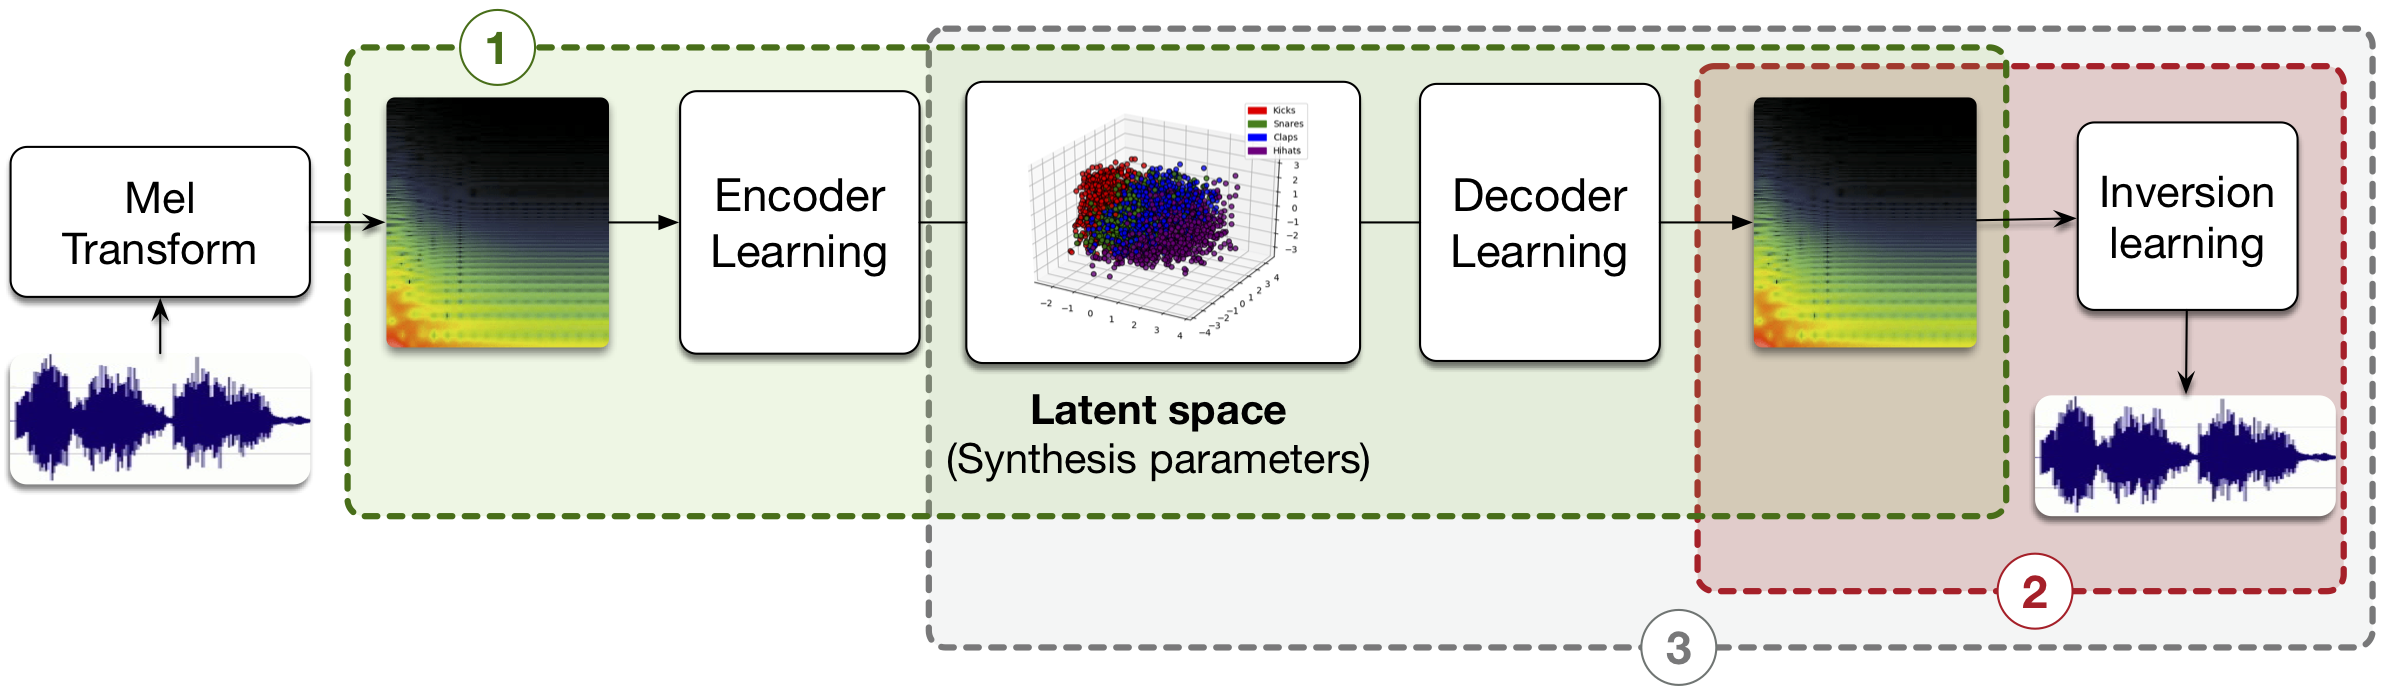 1
Mel
Transform
Encoder
Learning
Kicks
Snares
Claps
Hihats
3
2
1
0
−1
−2
−3
−2
−1
0
1
2
3
4
−4
−3
−2
−1
0
1
2
3
4
Latent space
(Synthesis parameters)
Decoder
Learning
Inversion
learning
2
3